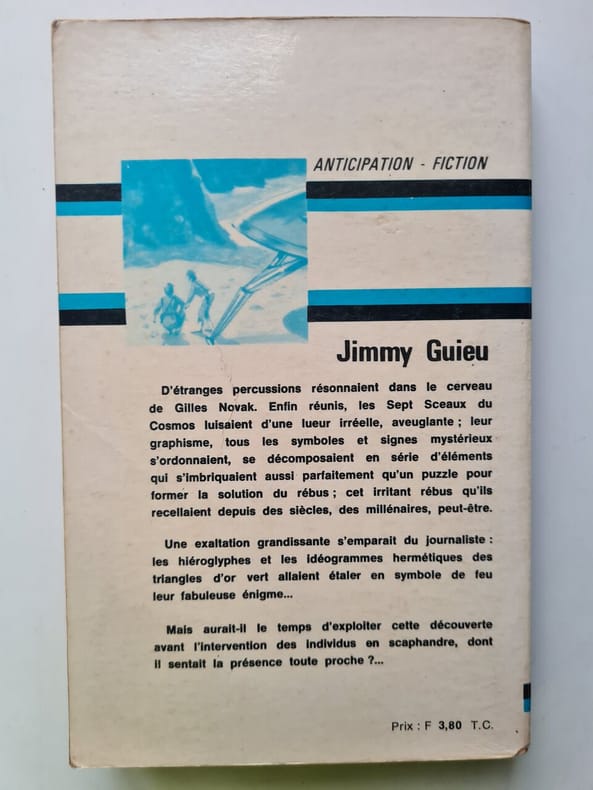 ANTICIPATION - FICTION
Jimmy Guieu
D'étranges percussions résonnaient dans le cerveau
de Gilles Novak. Enfin réunis, les Sept Sceaux du
Cosmos luisaient d'une lueur irréelle, aveuglante ; leur
graphisme, tous les symboles et signes mystérieux
s'ordonnaient, se décomposaient en série d'éléments
qui s'imbriquaient aussi parfaitement qu'un puzzle pour
former la solution du rébus ; cet irritant rébus qu'ils
recellaient depuis des siècles, des millénaires, peut-être.
Une exaltation grandissante s'emparait du journaliste :
les hiéroglyphes et les idéogrammes hermétiques des
triangles d'or vert allaient étaler en symbole de feu
leur fabuleuse énigme...
Mais aurait-il le temps d'exploiter cette découverte
avant l'intervention des individus en scaphandre, dont
il sentait la présence toute proche ?...
Prix : F 3,80 T.C.